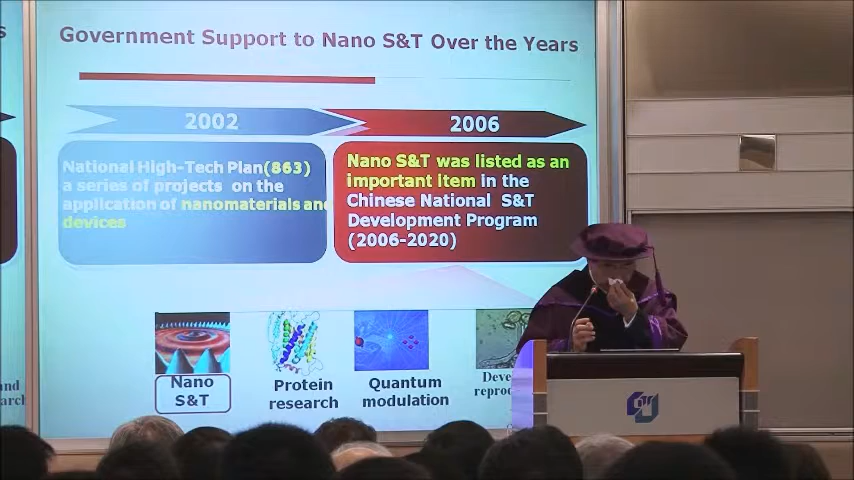 Government Support to Nano S&T Over the Years
2002
2006
National High-Tech Plan(863)
a series of projects on the
application of nanomaterials and
devices
Nano S&T was listed as an
important item in the
Chinese National S&T
Development Program
(2006-2020)
Nano
S&T
Protein
research
Quantum
modulation